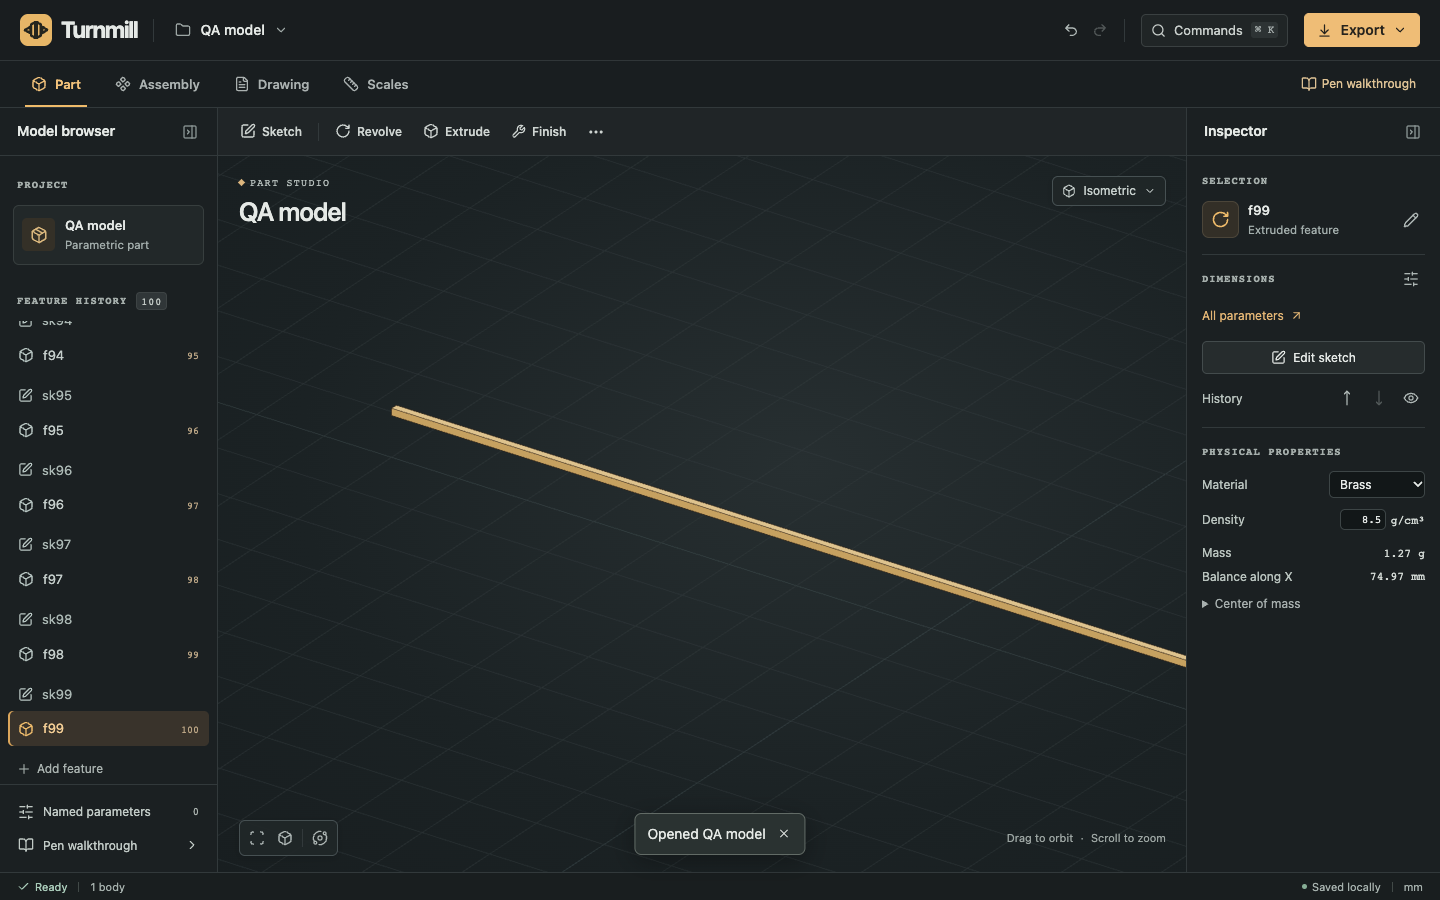 Turnmill
QA model
Commands ⌘ K
Export
Part
Assembly
Drawing
Scales
Pen walkthrough
Model browser
Sketch
Revolve
Extrude
Finish
Inspector
PROJECT
QA model
Parametric part
FEATURE HISTORY 100
sk94
f94 95
sk95
f95 96
sk96
f96 97
sk97
f97 98
sk98
f98 99
sk99
f99 100
Add feature
Named parameters 0
Pen walkthrough
PART STUDIO
QA model
Isometric
Opened QA model
Drag to orbit · Scroll to zoom
SELECTION
f99
Extruded feature
DIMENSIONS
All parameters
Edit sketch
History
PHYSICAL PROPERTIES
Material Brass
Density 8.5 g/cm³
Mass 1.27 g
Balance along X 74.97 mm
Center of mass
Ready
1 body
Saved locally
mm